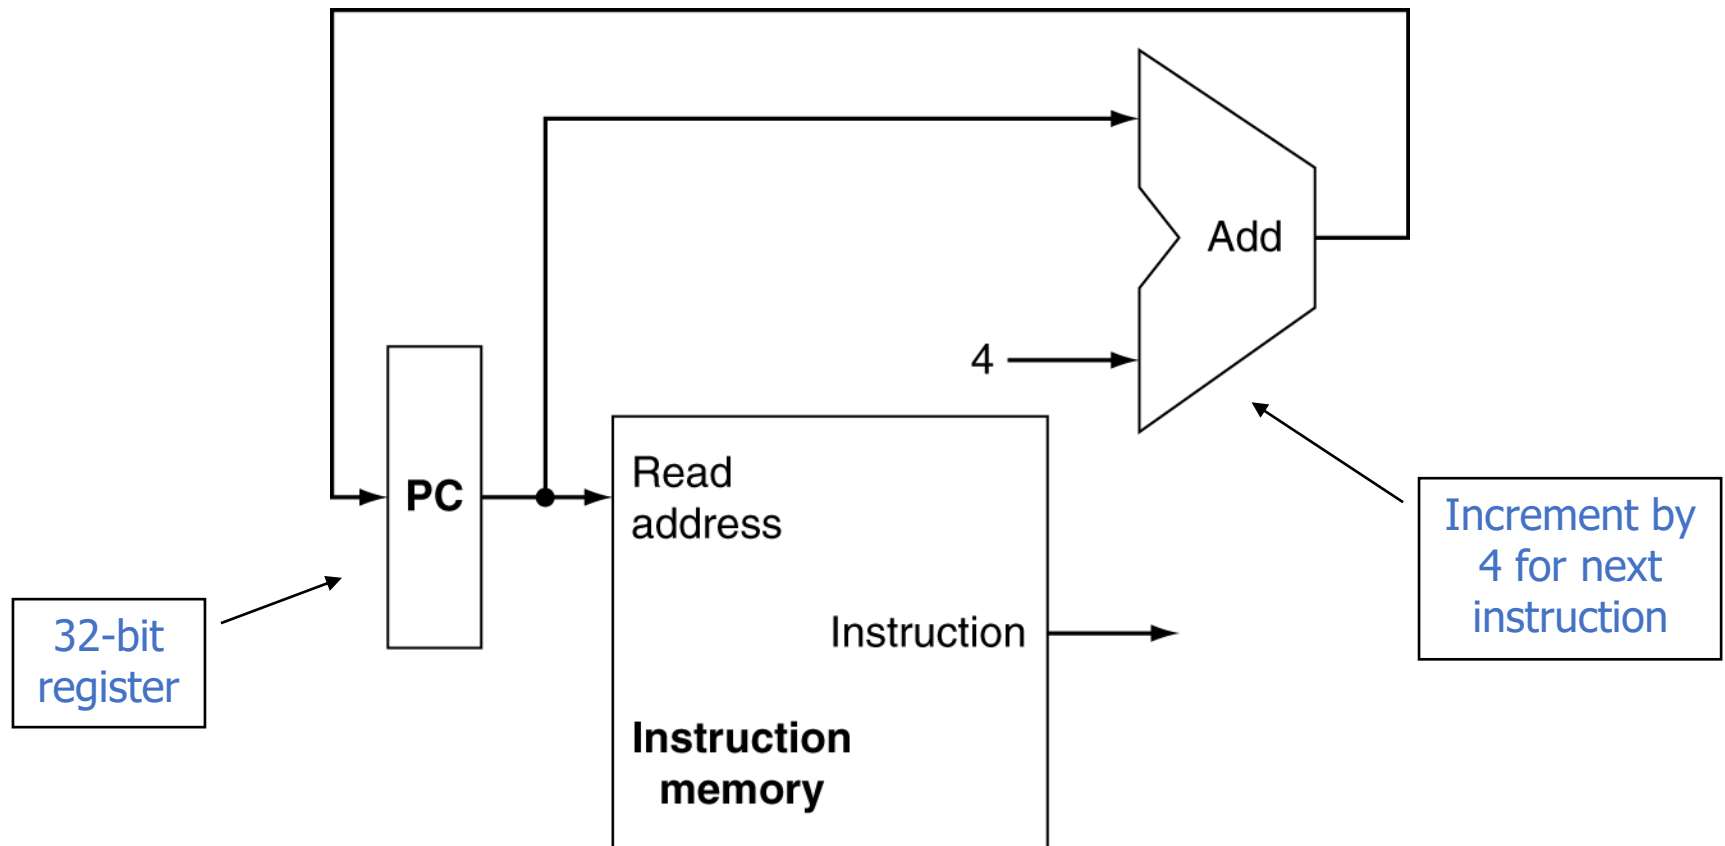 Add
4
PC
Read
address
Instruction
Instruction
memory
32-bit
register
Increment by
4 for next
instruction